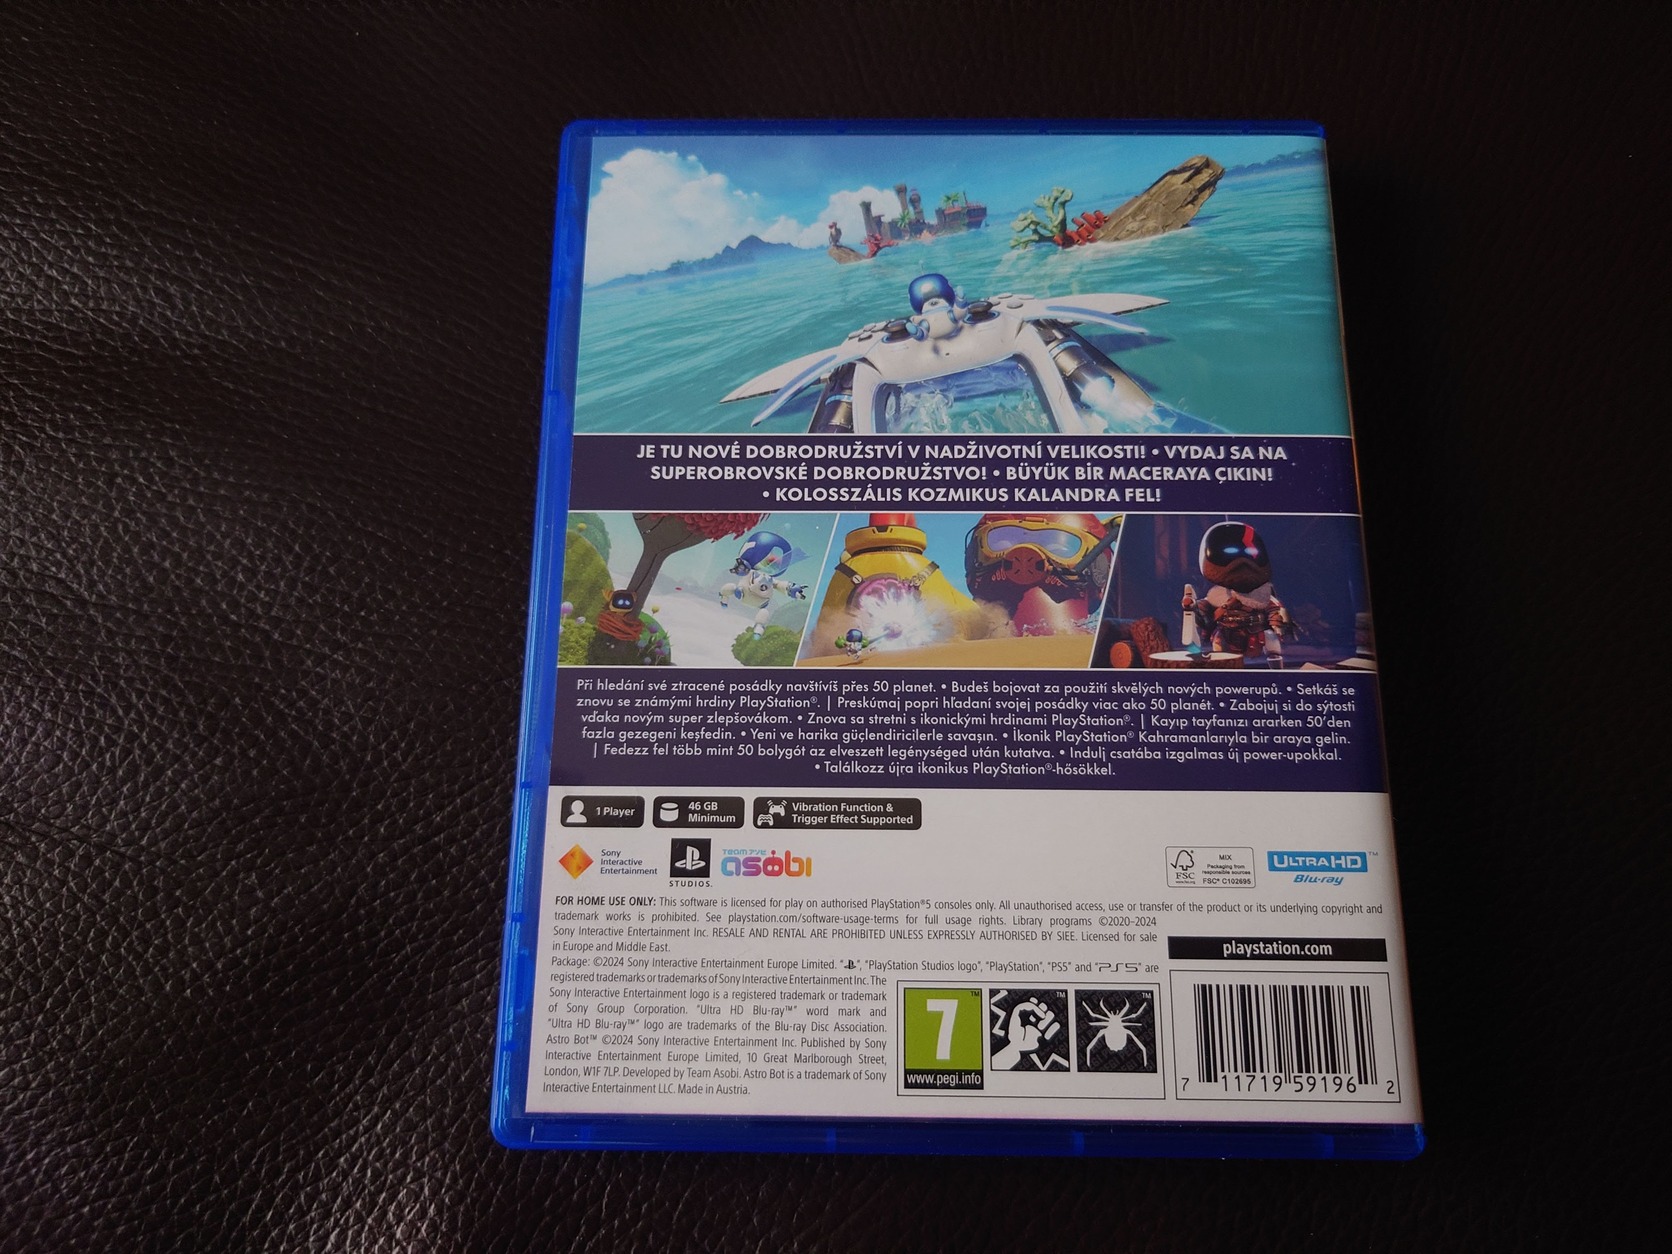 JE TU NOVÉ DOBRODRUŽSTVÍ V NADŽIVOTNÍ VELIKOSTI! • VYDAJ SA NA
SUPEROBROVSKÉ DOBRODRUŽSTVO! • BÜYÜK BİR MACERAYA ÇIKIN!
• KOLOSSZÁLIS KOZMIKUS KALANDRA FEL!
Při hledání své ztracené posádky navštívíš přes 50 planet. • Budeš bojovat za použití skvělých nových powerupů. • Setkáš se
znovu se známými hrdiny PlayStation®. | Preskúmaj popri hľadaní svojej posádky viac ako 50 planét. • Zabojuj si do sýtosti
vďaka novým super zlepšovákom. • Znova sa stretni s ikonickými hrdinami PlayStation®. | Kayıp tayfanızı ararken 50'den
fazla gezegeni keşfedin. • Yeni ve harika güçlendiricilerle savaşın. • İkonik PlayStation® Kahramanlarıyla bir araya gelin.
| Fedezz fel több mint 50 bolygót az elveszett legénységed után kutatva. • Indulj csatába izgalmas új power-upokkal.
• Találkozz újra ikonikus PlayStation®-hősökkel.
1 Player
46 GB
Minimum
Vibration Function &
Trigger Effect Supported
Sony
Interactive
Entertainment
STUDIOS.
TEAM アソビ
asobi
FSC
www.fsc.org
MIX
Packaging from
responsible sources
FSC® C102695
ULTRA HD™
Blu-ray
FOR HOME USE ONLY: This software is licensed for play on authorised PlayStation®5 consoles only. All unauthorised access, use or transfer of the product or its underlying copyright and
trademark works is prohibited. See playstation.com/software-usage-terms for full usage rights. Library programs ©2020-2024
Sony Interactive Entertainment Inc. RESALE AND RENTAL ARE PROHIBITED UNLESS EXPRESSLY AUTHORISED BY SIEE. Licensed for sale
in Europe and Middle East.
Package: ©2024 Sony Interactive Entertainment Europe Limited. "", "PlayStation Studios logo", "PlayStation", "PS5" and "PS5" are
registered trademarks or trademarks of Sony Interactive Entertainment Inc. The
Sony Interactive Entertainment logo is a registered trademark or trademark
of Sony Group Corporation. "Ultra HD Blu-ray™" word mark and
"Ultra HD Blu-ray™" logo are trademarks of the Blu-ray Disc Association.
Astro Bot™ ©2024 Sony Interactive Entertainment Inc. Published by Sony
Interactive Entertainment Europe Limited, 10 Great Marlborough Street,
London, W1F 7LP. Developed by Team Asobi. Astro Bot is a trademark of Sony
Interactive Entertainment LLC. Made in Austria.
playstation.com
7
www.pegi.info
7 11719 59196 2